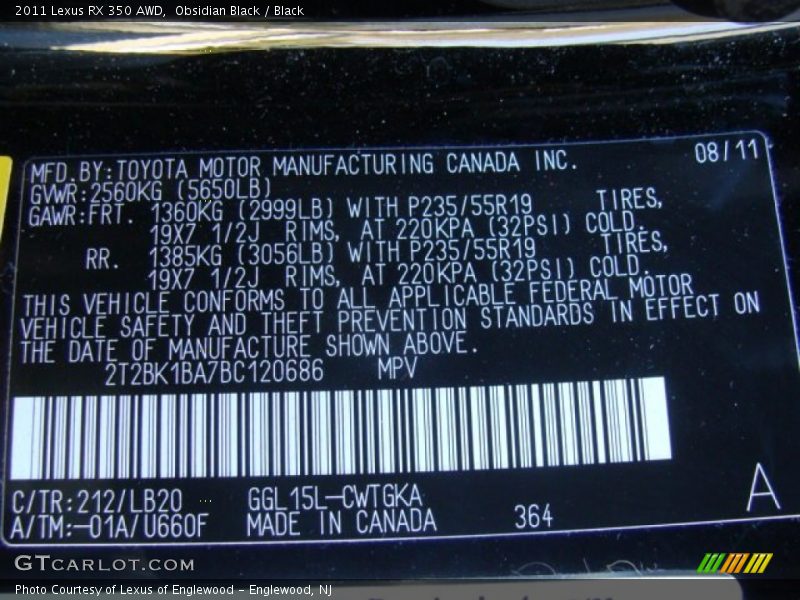 2011 Lexus RX 350 AWD, Obsidian Black / Black
MFD.BY:TOYOTA MOTOR MANUFACTURING CANADA INC. 08/11
GVWR:2560KG (5650LB)
GAWR:FRT. 1360KG (2999LB) WITH P235/55R19 TIRES,
19X7 1/2J RIMS, AT 220KPA (32PSI) COLD.
RR. 1385KG (3056LB) WITH P235/55R19 TIRES,
19X7 1/2J RIMS, AT 220KPA (32PSI) COLD.
THIS VEHICLE CONFORMS TO ALL APPLICABLE FEDERAL MOTOR
VEHICLE SAFETY AND THEFT PREVENTION STANDARDS IN EFFECT ON
THE DATE OF MANUFACTURE SHOWN ABOVE.
2T2BK1BA7BC120686 MPV
C/TR:212/LB20 GGL15L-CWTGKA A
A/TM:-01A/U660F MADE IN CANADA 364
GTCARLOT.COM
Photo Courtesy of Lexus of Englewood - Englewood, NJ